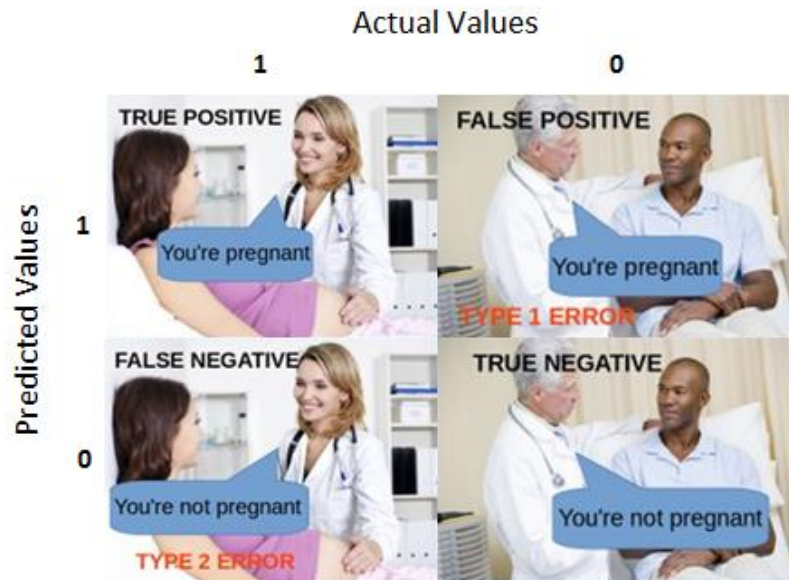 Actual Values
1
0
Predicted Values
1
TRUE POSITIVE
You're pregnant
FALSE POSITIVE
You're pregnant
TYPE 1 ERROR
0
FALSE NEGATIVE
You're not pregnant
TYPE 2 ERROR
TRUE NEGATIVE
You're not pregnant